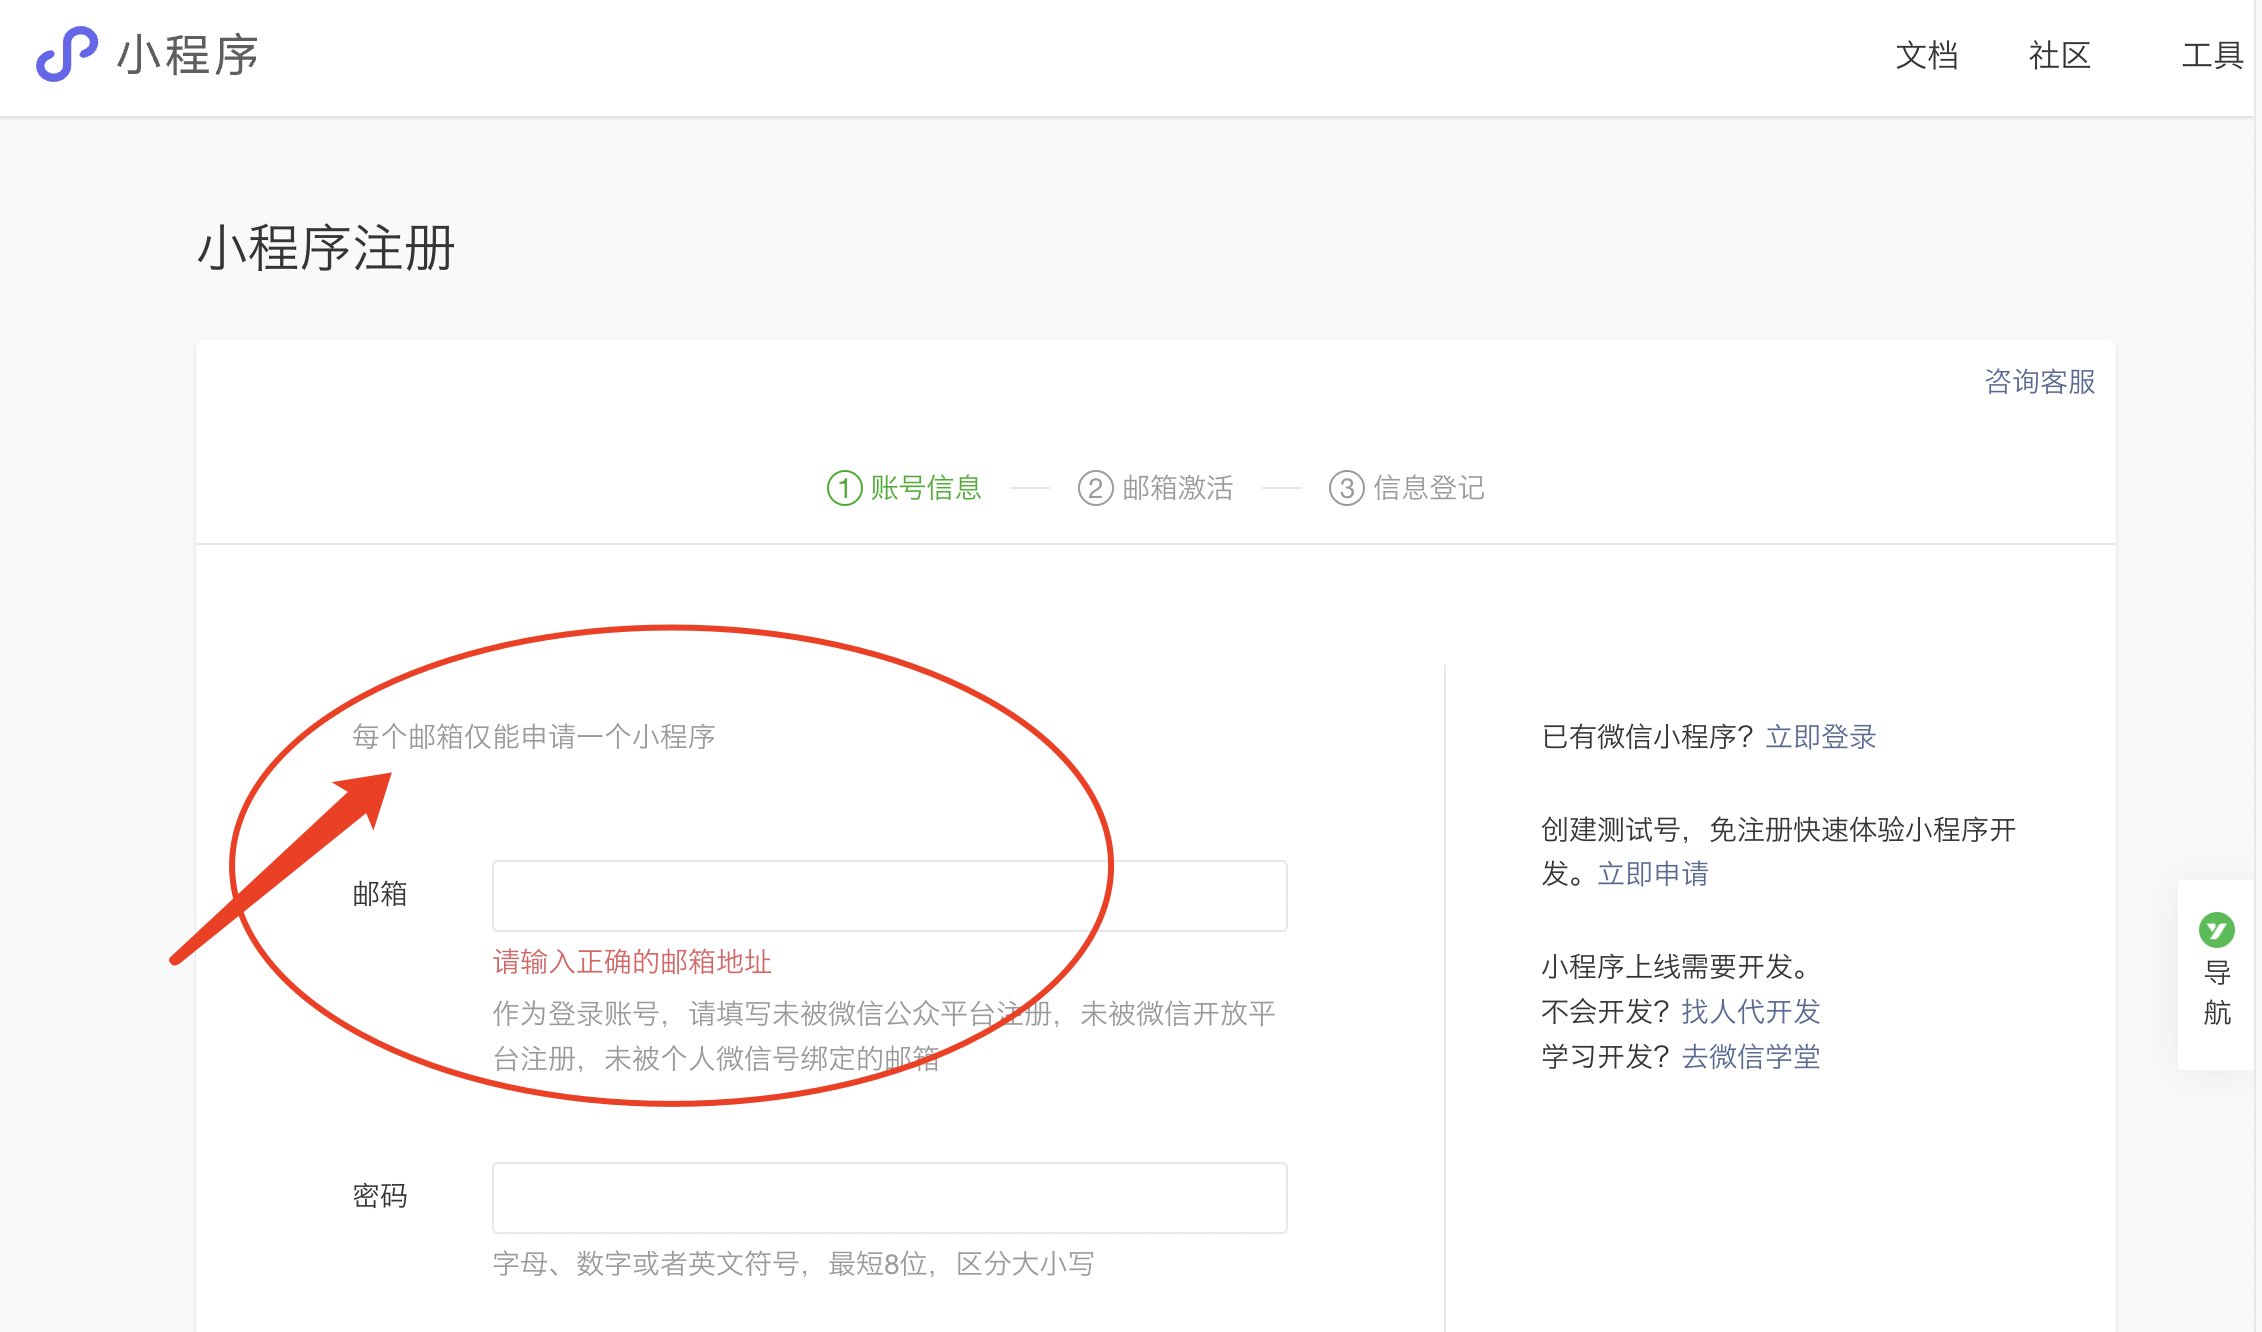 小程序
文档 社区 工具
小程序注册
咨询客服
1 账号信息 2 邮箱激活 3 信息登记
每个邮箱仅能申请一个小程序
邮箱
请输入正确的邮箱地址
作为登录账号，请填写未被微信公众平台注册，未被微信开放平
台注册，未被个人微信号绑定的邮箱
密码
字母、数字或者英文符号，最短8位，区分大小写
已有微信小程序？立即登录
创建测试号，免注册快速体验小程序开
发。立即申请
小程序上线需要开发。
不会开发？找人代开发
学习开发？去微信学堂
导
航